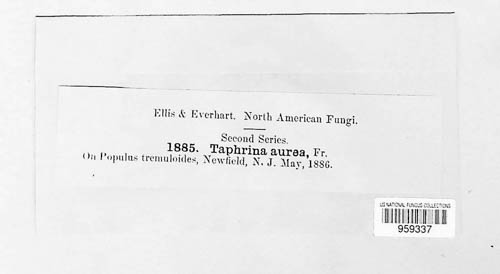 Ellis & Everhart. North American Fungi.
Second Series.
1885. Taphrina aurea, Fr.
On Populus tremuloides, Newfield, N. J. May, 1886.
US NATIONAL FUNGUS COLLECTIONS
959337